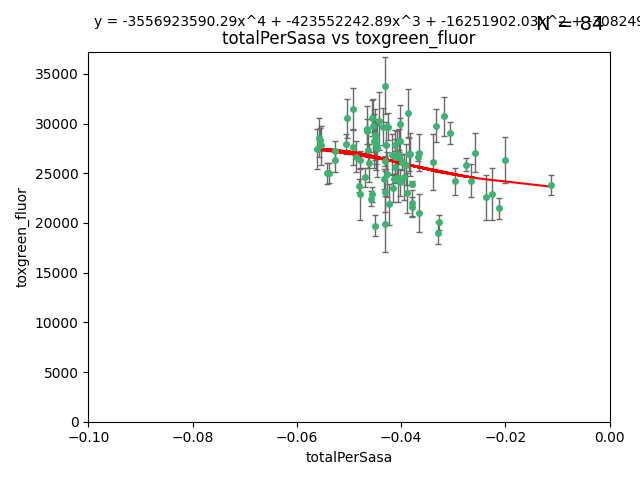 y = -3556923590.29x^4 + -423552242.89x^3 + -16251902.03x^2 +
N = 84
totalPerSasa vs toxgreen_fluor
35000
30000
25000
20000
15000
10000
5000
0
toxgreen_fluor
−0.10 −0.08 −0.06 −0.04 −0.02 0.00
totalPerSasa